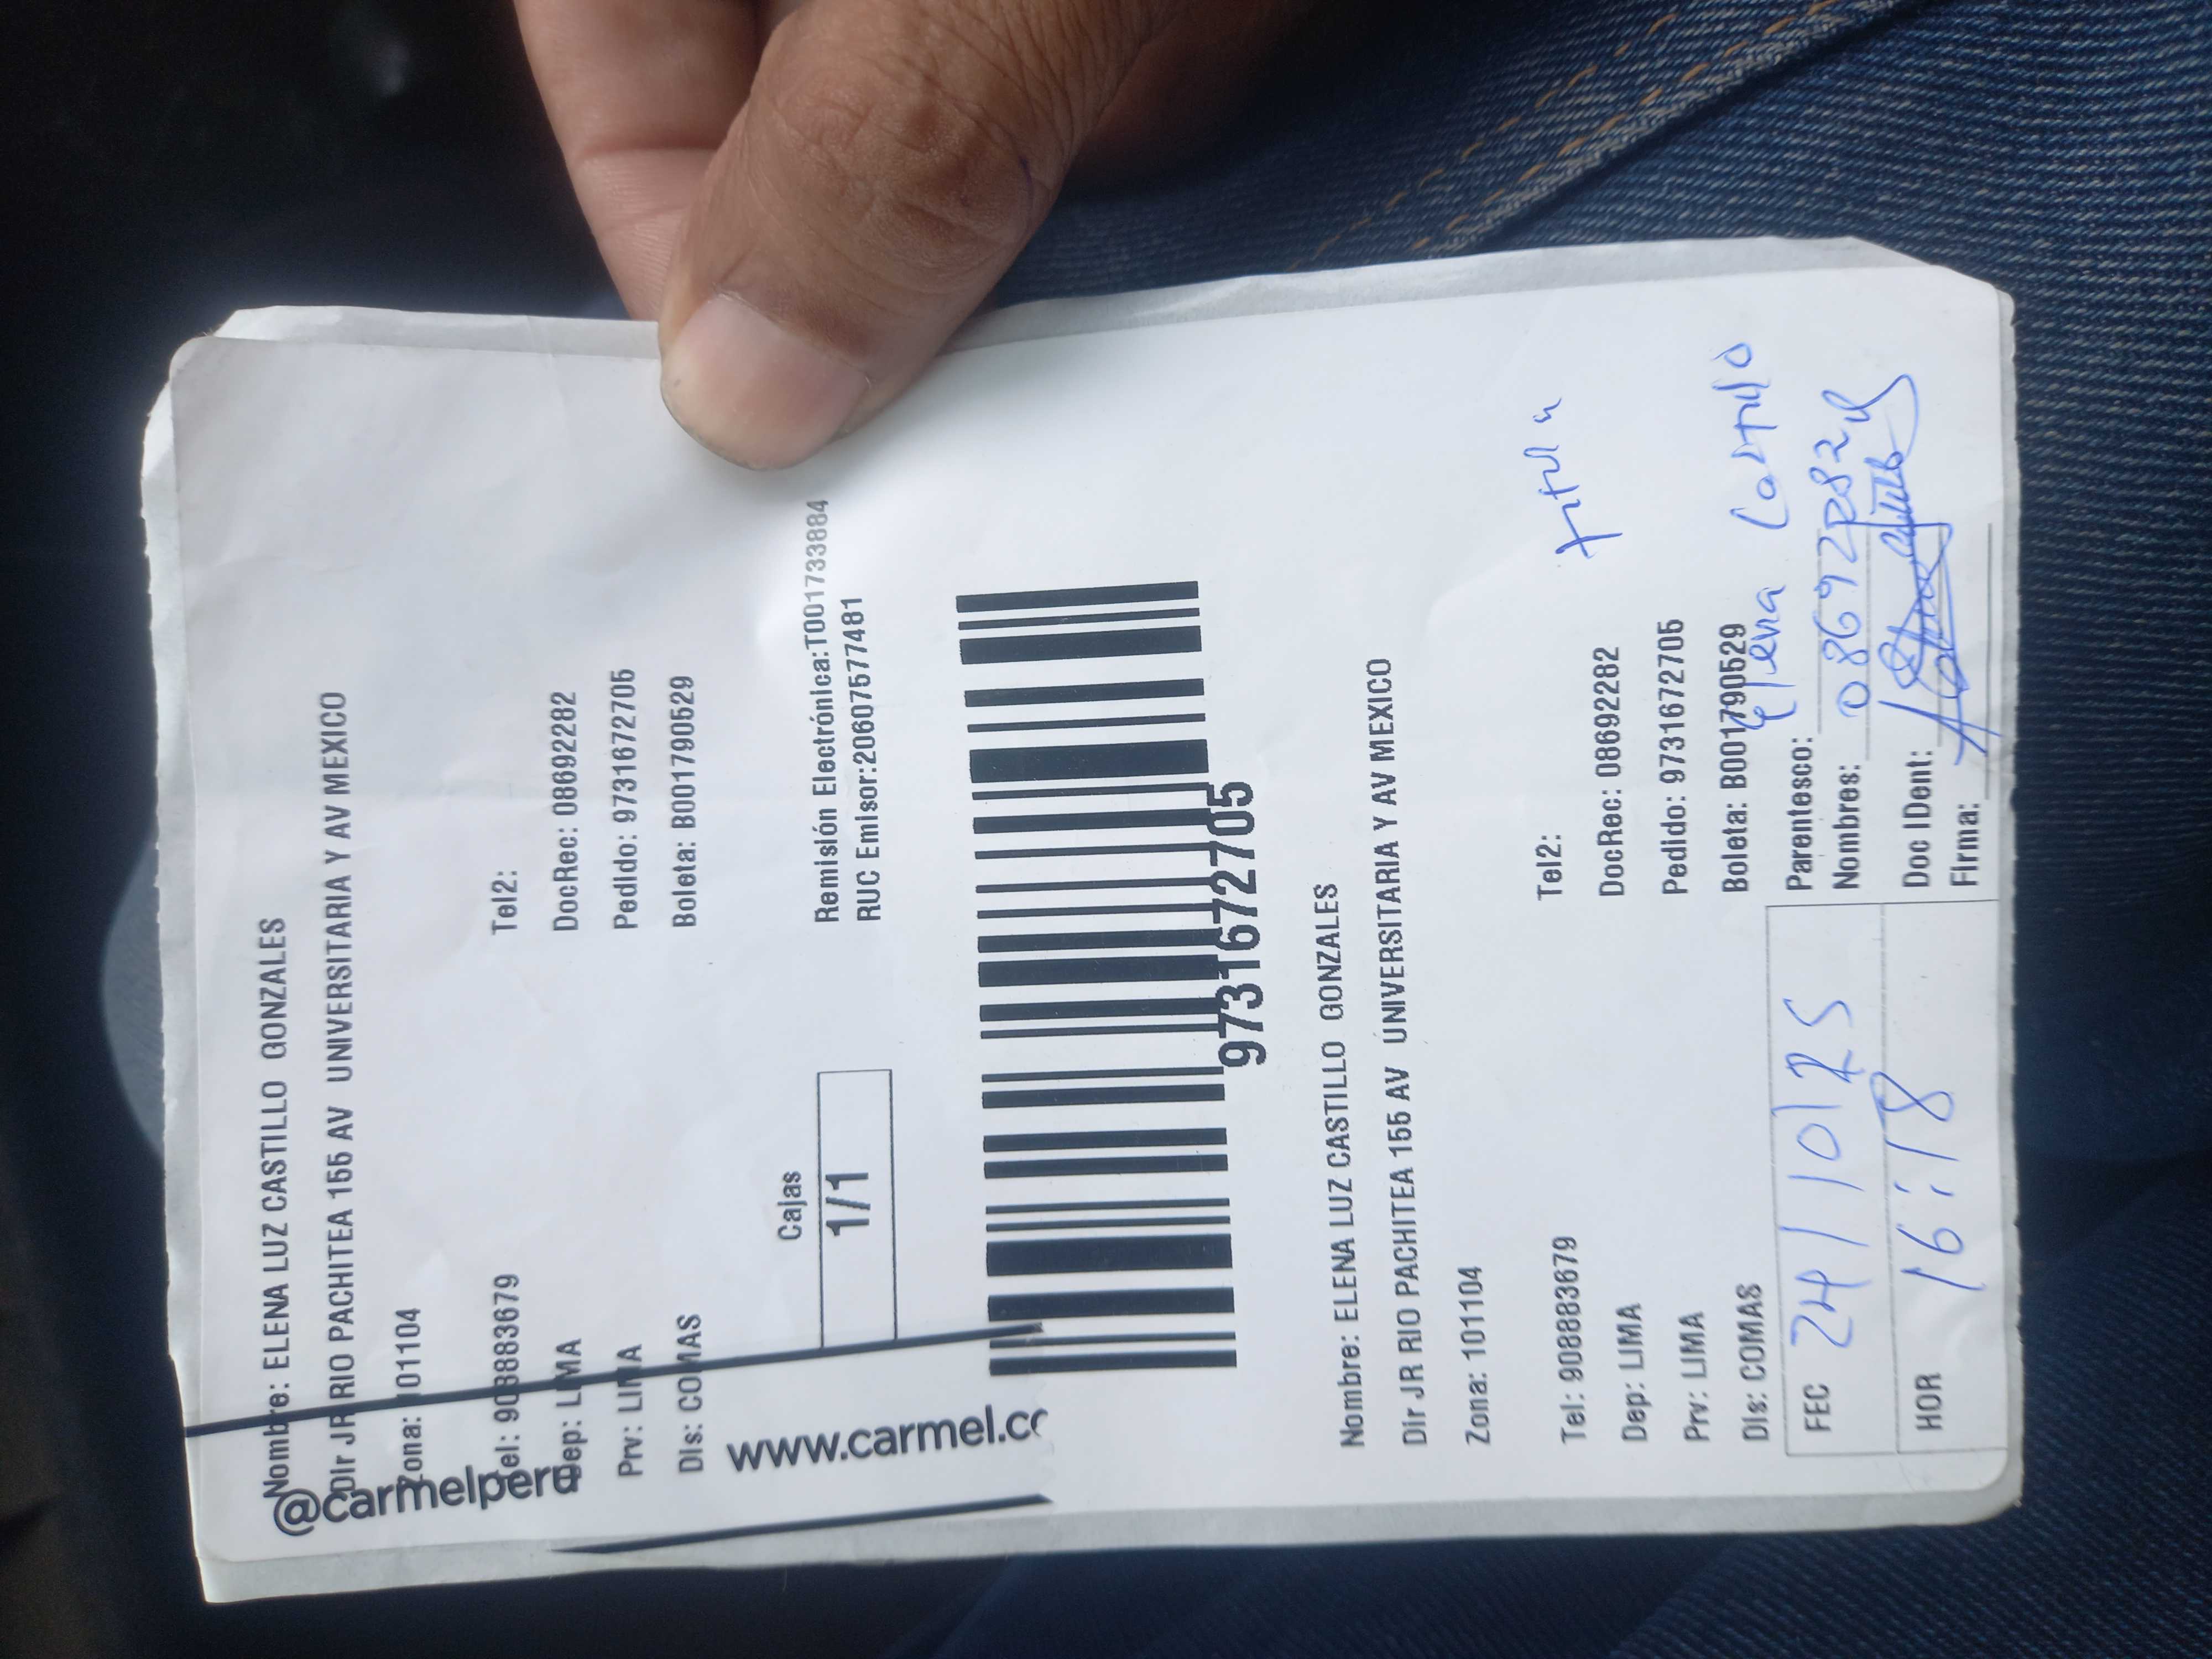 Nombre: ELENA LUZ CASTILLO GONZALES
Dir JR RIO PACHITEA 155 AV UNIVERSITARIA Y AV MEXICO
Zona: 101104
Tel: 908883679 Tel2:
Dep: LIMA DocRec: 08692282
Prv: LIMA Pedido: 9731672705
Dis: COMAS Boleta: B001790529
@carmelperu
www.carmel.co
Cajas
1/1
Remisión Electrónica:T001733884
RUC Emisor:20607577481
9731672705
Nombre: ELENA LUZ CASTILLO GONZALES
Dir JR RIO PACHITEA 155 AV UNIVERSITARIA Y AV MEXICO
Zona: 101104
Tel: 908883679 Tel2:
Dep: LIMA DocRec: 08692282
Prv: LIMA Pedido: 9731672705
Dis: COMAS Boleta: B001790529
FEC 24/10/25
HOR 16:18
Parentesco: Elena
Nombres:
Doc IDent:
Firma: